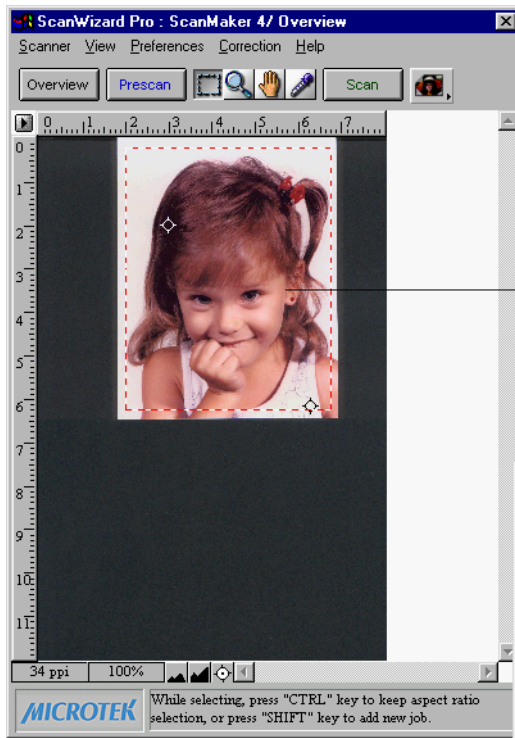 ScanWizard Pro : ScanMaker 4/ Overview
Scanner View Preferences Correction Help
Overview Prescan Scan
0 1 2 3 4 5 6 7
0
1
2
3
4
5
6
7
8
9
10
11
34 ppi 100%
MICROTEK
While selecting, press "CTRL" key to keep aspect ratio
selection, or press "SHIFT" key to add new job.